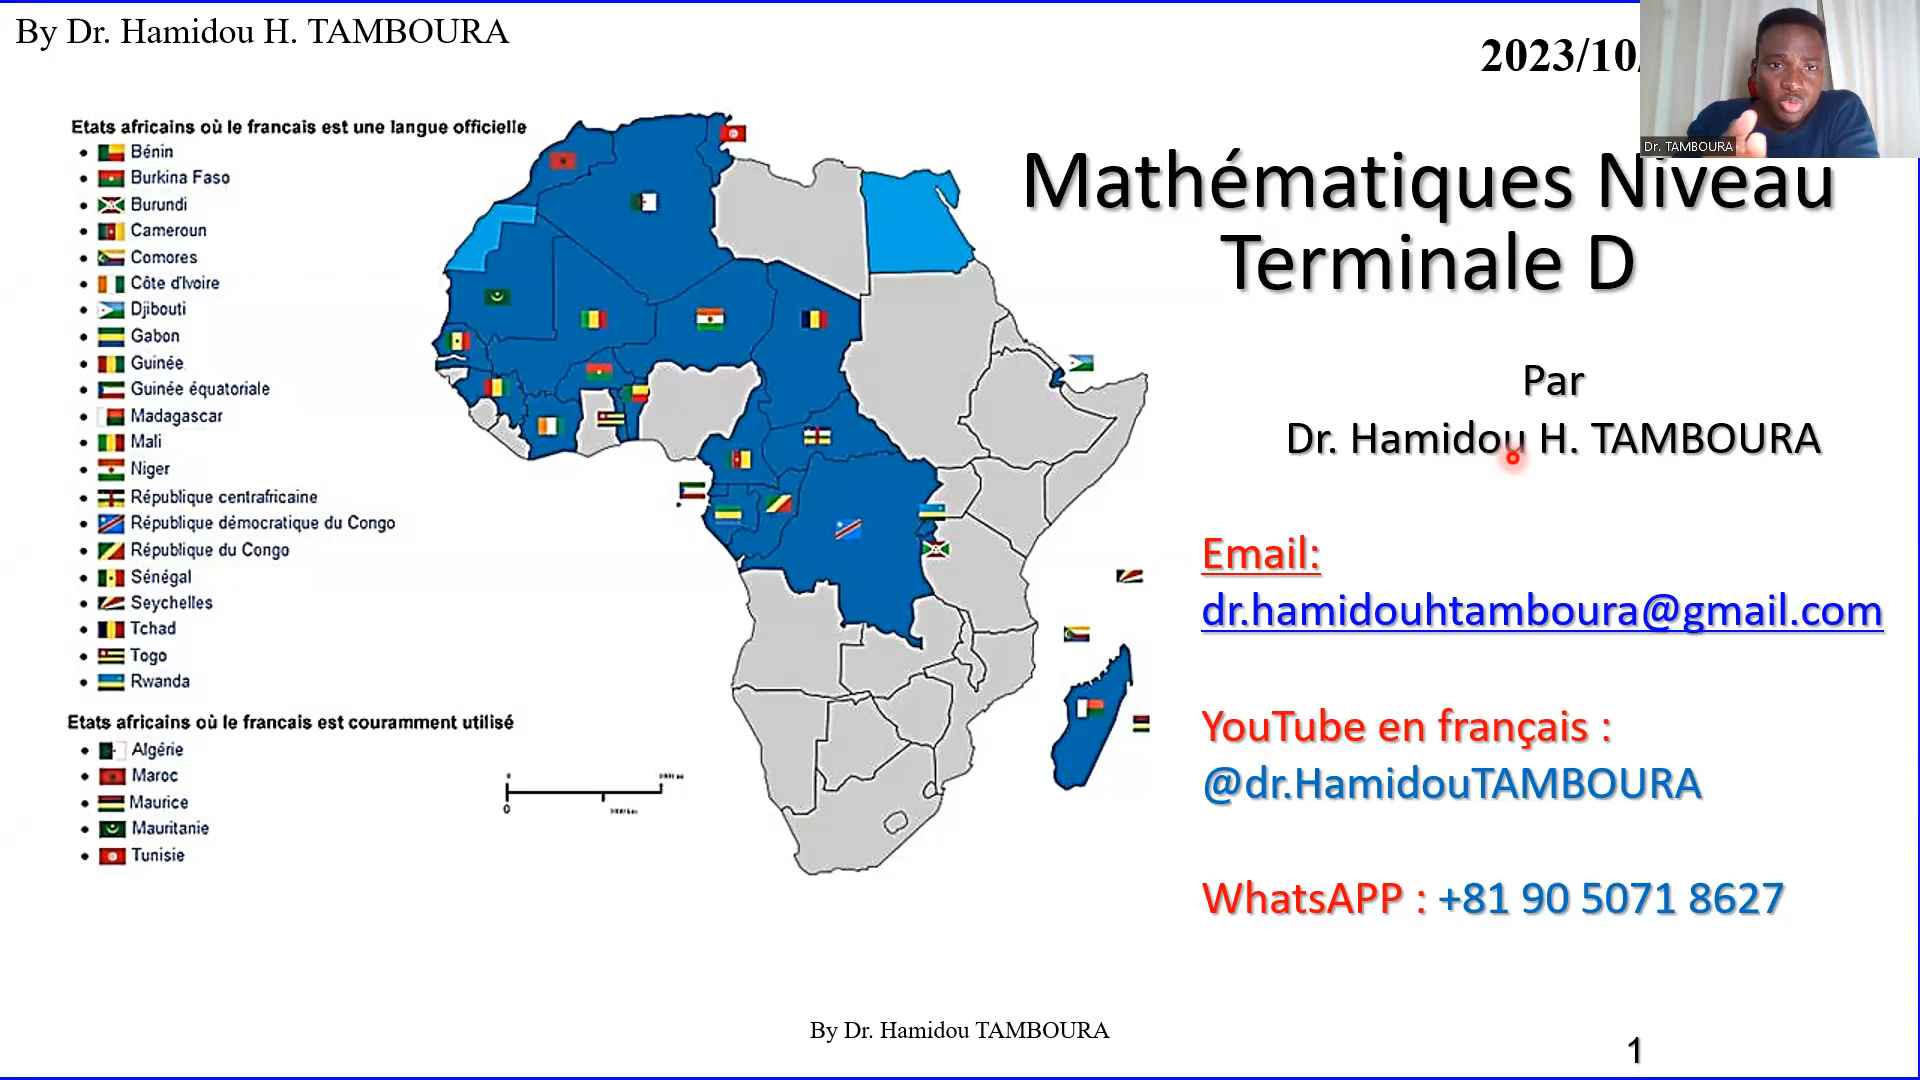 By Dr. Hamidou H. TAMBOURA
2023/10
Dr. TAMBOURA
Etats africains où le francais est une langue officielle
Bénin
Burkina Faso
Burundi
Cameroun
Comores
Côte d'Ivoire
Djibouti
Gabon
Guinée
Guinée équatoriale
Madagascar
Mali
Niger
République centrafricaine
République démocratique du Congo
République du Congo
Sénégal
Seychelles
Tchad
Togo
Rwanda
Etats africains où le francais est couramment utilisé
Algérie
Maroc
Maurice
Mauritanie
Tunisie
0
Mathématiques Niveau
Terminale D
Par
Dr. Hamidou H. TAMBOURA
Email:
dr.hamidouhtamboura@gmail.com
YouTube en français :
@dr.HamidouTAMBOURA
WhatsAPP : +81 90 5071 8627
By Dr. Hamidou TAMBOURA
1